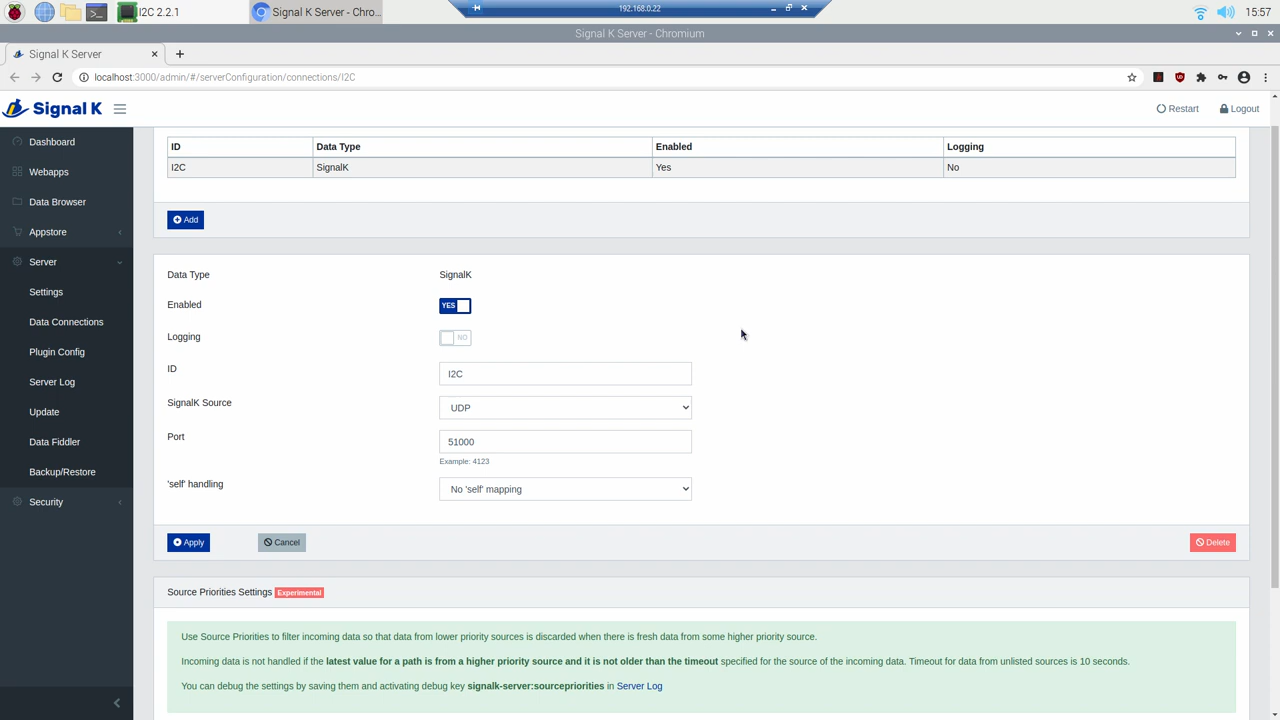 I2C 2.2.1
Signal K Server - Chro...
192.168.0.22
15:57
Signal K Server - Chromium
Signal K Server
localhost:3000/admin/#/serverConfiguration/connections/I2C
Signal K
Restart
Logout
Dashboard
Webapps
Data Browser
Appstore
Server
Settings
Data Connections
Plugin Config
Server Log
Update
Data Fiddler
Backup/Restore
Security
ID Data Type Enabled Logging
I2C SignalK Yes No
Add
Data Type SignalK
Enabled YES
Logging NO
ID I2C
SignalK Source UDP
Port 51000
Example: 4123
'self' handling No 'self' mapping
Apply Cancel Delete
Source Priorities Settings Experimental
Use Source Priorities to filter incoming data so that data from lower priority sources is discarded when there is fresh data from some higher priority source.
Incoming data is not handled if the latest value for a path is from a higher priority source and it is not older than the timeout specified for the source of the incoming data. Timeout for data from unlisted sources is 10 seconds.
You can debug the settings by saving them and activating debug key signalk-server:sourcepriorities in Server Log